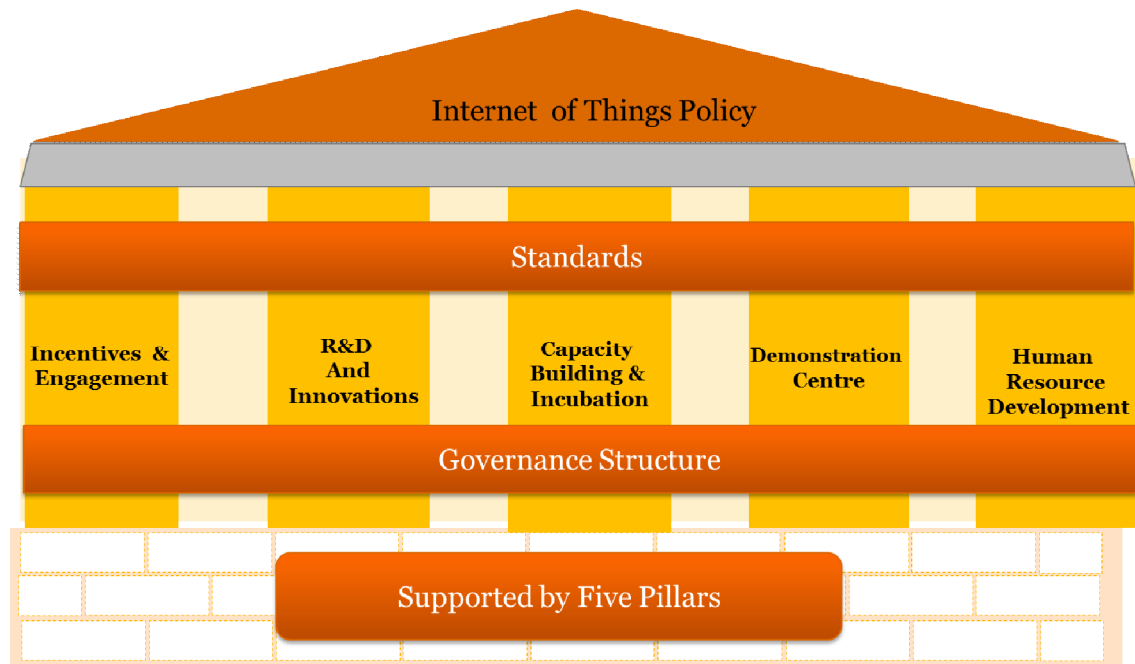 Internet of Things Policy
Standards
Incentives &
Engagement
R&D
And
Innovations
Capacity
Building &
Incubation
Demonstration
Centre
Human
Resource
Development
Governance Structure
Supported by Five Pillars